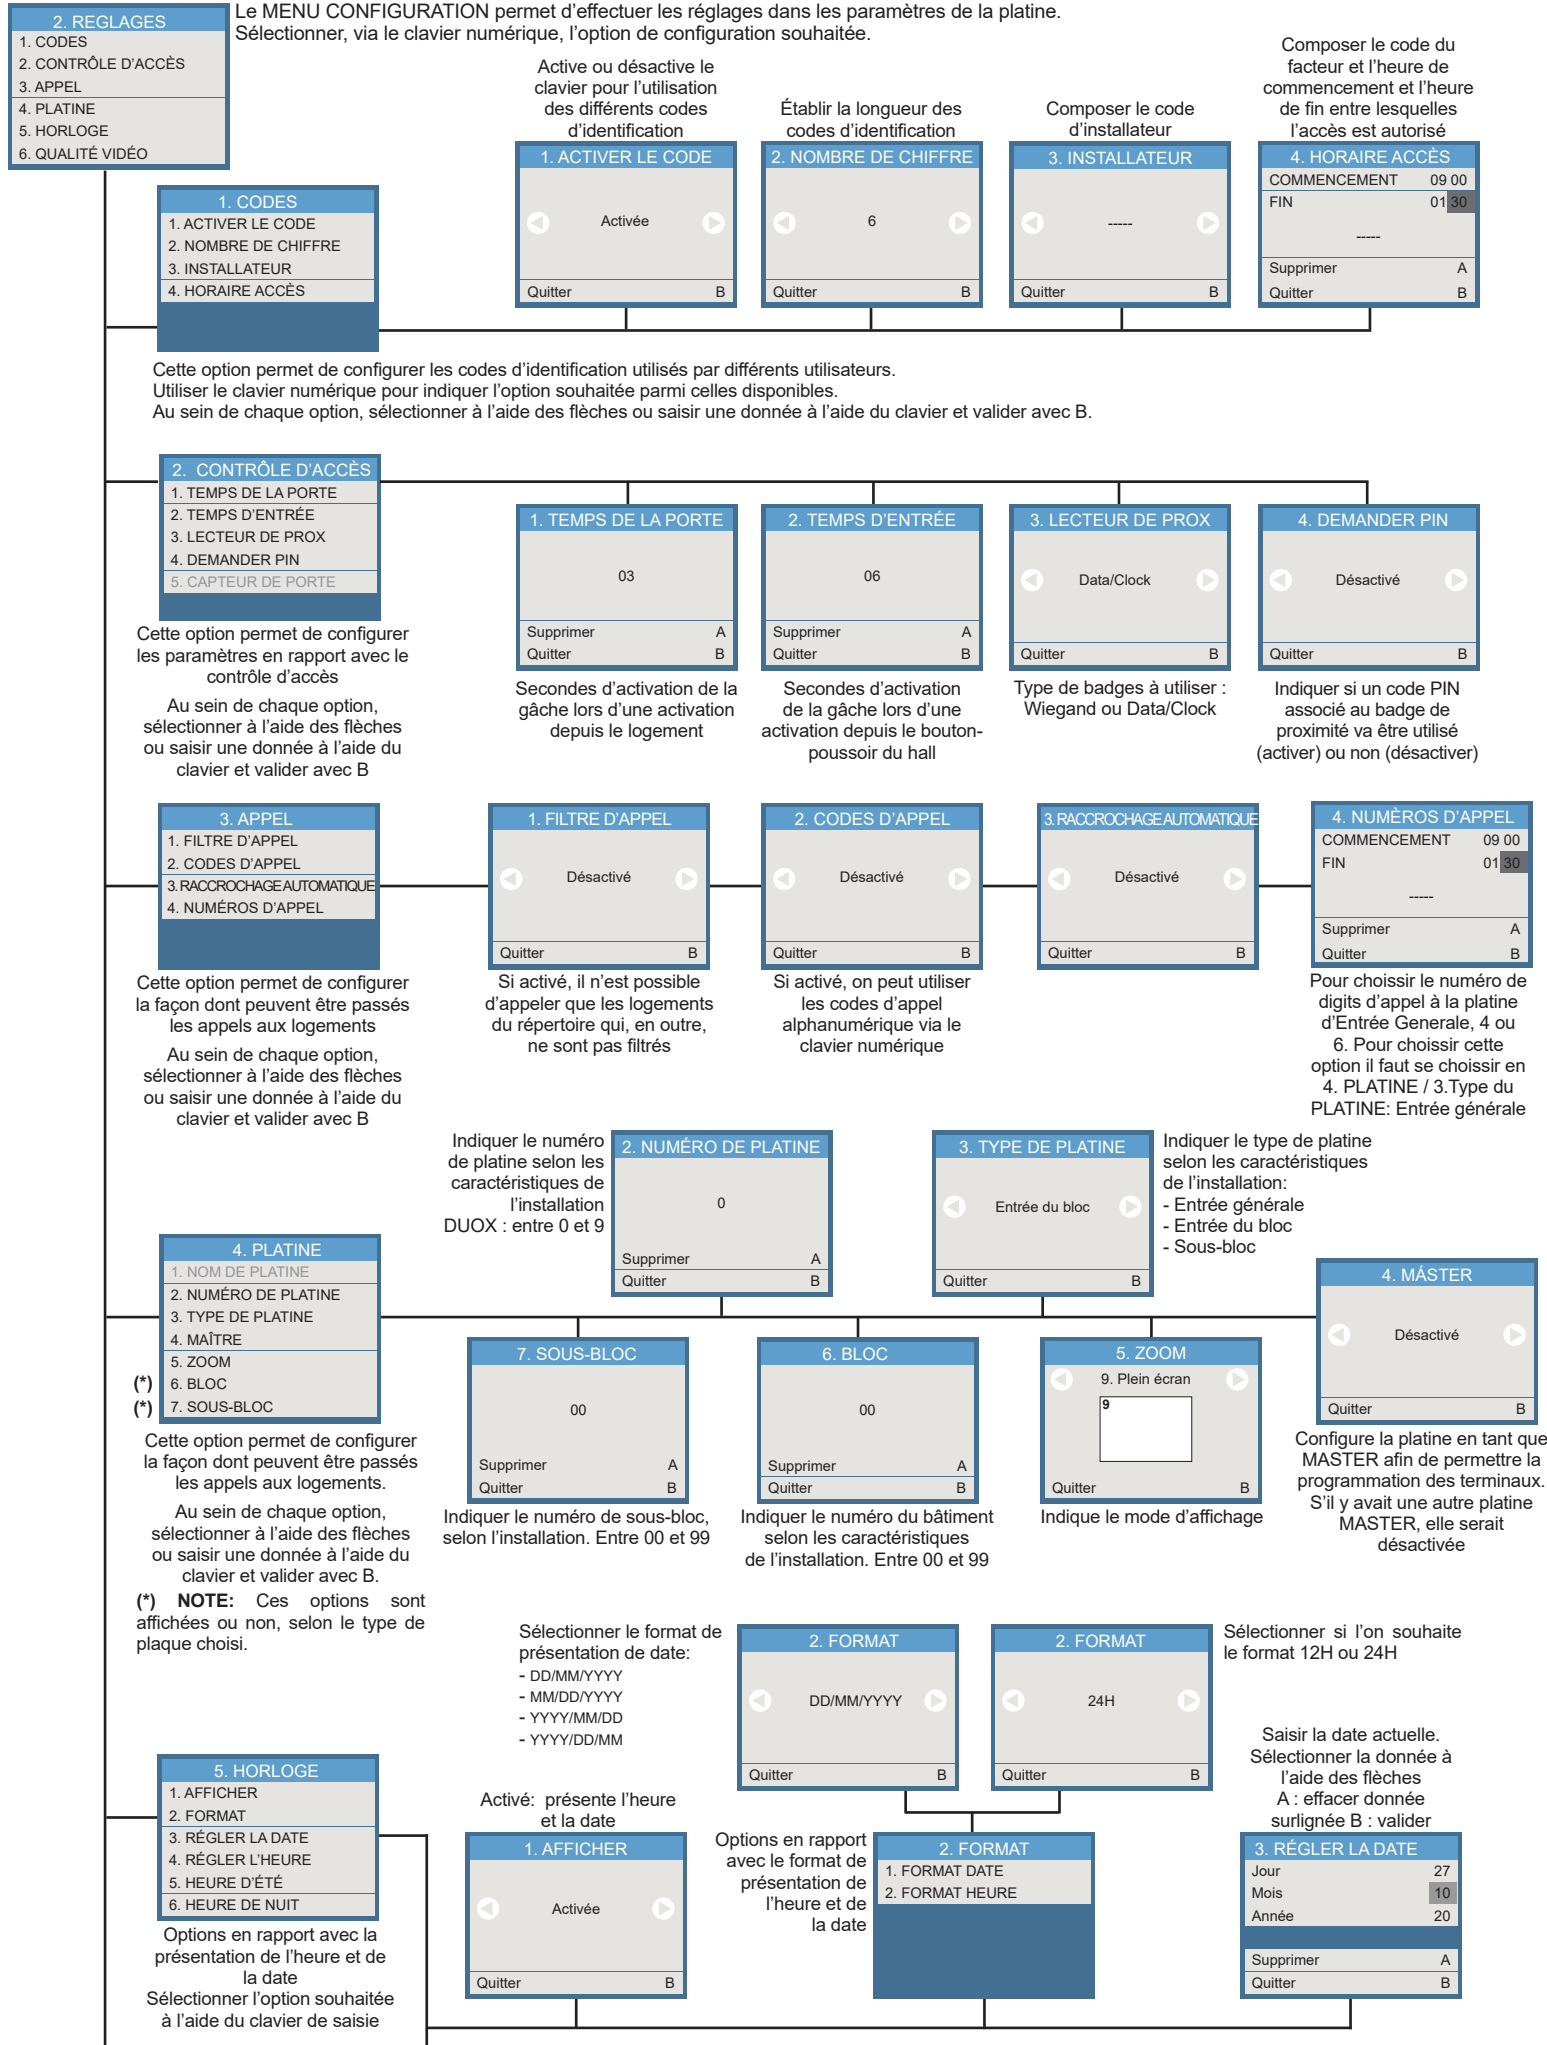 2. REGLAGES
1. CODES
2. CONTRÔLE D'ACCÈS
3. APPEL
4. PLATINE
5. HORLOGE
6. QUALITÉ VIDÉO
Le MENU CONFIGURATION permet d'effectuer les réglages dans les paramètres de la platine.
Sélectionner, via le clavier numérique, l'option de configuration souhaitée.
Active ou désactive le
clavier pour l'utilisation
des différents codes
d'identification
Établir la longueur des
codes d'identification
Composer le code
d'installateur
Composer le code du
facteur et l'heure de
commencement et l'heure
de fin entre lesquelles
l'accès est autorisé
1. CODES
1. ACTIVER LE CODE
2. NOMBRE DE CHIFFRE
3. INSTALLATEUR
4. HORAIRE ACCÈS
1. ACTIVER LE CODE
Activée
Quitter B
2. NOMBRE DE CHIFFRE
6
Quitter B
3. INSTALLATEUR
-----
Quitter B
4. HORAIRE ACCÈS
COMMENCEMENT 09 00
FIN 01 30
-----
Supprimer A
Quitter B
Cette option permet de configurer les codes d'identification utilisés par différents utilisateurs.
Utiliser le clavier numérique pour indiquer l'option souhaitée parmi celles disponibles.
Au sein de chaque option, sélectionner à l'aide des flèches ou saisir une donnée à l'aide du clavier et valider avec B.
2. CONTRÔLE D'ACCÈS
1. TEMPS DE LA PORTE
2. TEMPS D'ENTRÉE
3. LECTEUR DE PROX
4. DEMANDER PIN
5. CAPTEUR DE PORTE
Cette option permet de configurer
les paramètres en rapport avec le
contrôle d'accès
Au sein de chaque option,
sélectionner à l'aide des flèches
ou saisir une donnée à l'aide du
clavier et valider avec B
1. TEMPS DE LA PORTE
03
Supprimer A
Quitter B
Secondes d'activation de la
gâche lors d'une activation
depuis le logement
2. TEMPS D'ENTRÉE
06
Supprimer A
Quitter B
Secondes d'activation
de la gâche lors d'une
activation depuis le bouton-
poussoir du hall
3. LECTEUR DE PROX
Data/Clock
Quitter B
Type de badges à utiliser :
Wiegand ou Data/Clock
4. DEMANDER PIN
Désactivé
Quitter B
Indiquer si un code PIN
associé au badge de
proximité va être utilisé
(activer) ou non (désactiver)
3. APPEL
1. FILTRE D'APPEL
2. CODES D'APPEL
3. RACCROCHAGE AUTOMATIQUE
4. NUMÉROS D'APPEL
Cette option permet de configurer
la façon dont peuvent être passés
les appels aux logements
Au sein de chaque option,
sélectionner à l'aide des flèches
ou saisir une donnée à l'aide du
clavier et valider avec B
1. FILTRE D'APPEL
Désactivé
Quitter B
Si activé, il n'est possible
d'appeler que les logements
du répertoire qui, en outre,
ne sont pas filtrés
2. CODES D'APPEL
Désactivé
Quitter B
Si activé, on peut utiliser
les codes d'appel
alphanumérique via le
clavier numérique
3. RACCROCHAGE AUTOMATIQUE
Désactivé
Quitter B
4. NUMÈROS D'APPEL
COMMENCEMENT 09 00
FIN 01 30
-----
Supprimer A
Quitter B
Pour choissir le numéro de
digits d'appel à la platine
d'Entrée Generale, 4 ou
6. Pour choissir cette
option il faut se choissir en
4. PLATINE / 3.Type du
PLATINE: Entrée générale
Indiquer le numéro
de platine selon les
caractéristiques de
l'installation
DUOX : entre 0 et 9
2. NUMÉRO DE PLATINE
0
Supprimer A
Quitter B
3. TYPE DE PLATINE
Entrée du bloc
Quitter B
Indiquer le type de platine
selon les caractéristiques
de l'installation:
- Entrée générale
- Entrée du bloc
- Sous-bloc
4. PLATINE
1. NOM DE PLATINE
2. NUMÉRO DE PLATINE
3. TYPE DE PLATINE
4. MAÎTRE
5. ZOOM
(*) 6. BLOC
(*) 7. SOUS-BLOC
Cette option permet de configurer
la façon dont peuvent être passés
les appels aux logements.
Au sein de chaque option,
sélectionner à l'aide des flèches
ou saisir une donnée à l'aide du
clavier et valider avec B.
(*) NOTE: Ces options sont
affichées ou non, selon le type de
plaque choisi.
7. SOUS-BLOC
00
Supprimer A
Quitter B
Indiquer le numéro de sous-bloc,
selon l'installation. Entre 00 et 99
6. BLOC
00
Supprimer A
Quitter B
Indiquer le numéro du bâtiment
selon les caractéristiques
de l'installation. Entre 00 et 99
5. ZOOM
9. Plein écran
9
Quitter B
Indique le mode d'affichage
4. MÁSTER
Désactivé
Quitter B
Configure la platine en tant que
MASTER afin de permettre la
programmation des terminaux.
S'il y avait une autre platine
MASTER, elle serait
désactivée
Sélectionner le format de
présentation de date:
- DD/MM/YYYY
- MM/DD/YYYY
- YYYY/MM/DD
- YYYY/DD/MM
2. FORMAT
DD/MM/YYYY
Quitter B
2. FORMAT
24H
Quitter B
Sélectionner si l'on souhaite
le format 12H ou 24H
5. HORLOGE
1. AFFICHER
2. FORMAT
3. RÉGLER LA DATE
4. RÉGLER L'HEURE
5. HEURE D'ÉTÉ
6. HEURE DE NUIT
Options en rapport avec la
présentation de l'heure et de
la date
Sélectionner l'option souhaitée
à l'aide du clavier de saisie
Activé: présente l'heure
et la date
1. AFFICHER
Activée
Quitter B
Options en rapport
avec le format de
présentation de
l'heure et de
la date
2. FORMAT
1. FORMAT DATE
2. FORMAT HEURE
Saisir la date actuelle.
Sélectionner la donnée à
l'aide des flèches
A : effacer donnée
surlignée B : valider
3. RÉGLER LA DATE
Jour 27
Mois 10
Année 20
Supprimer A
Quitter B